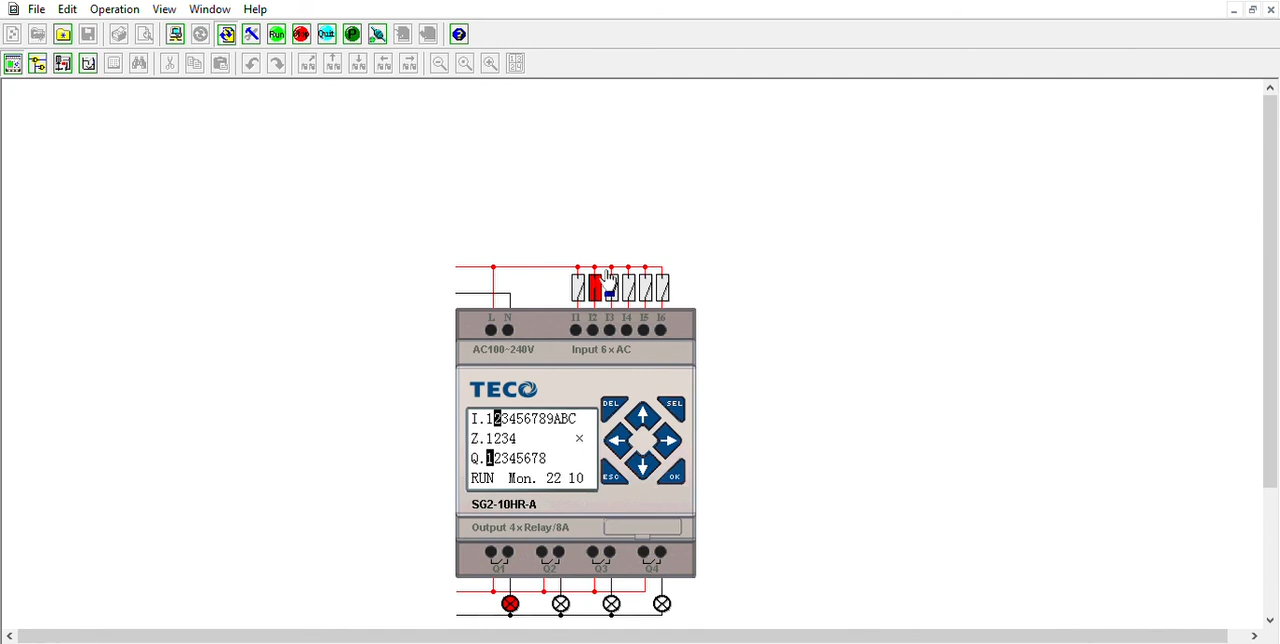 File Edit Operation View Window Help
Run Stop Quit P
L N I1 I2 I3 I4 I5 I6
AC100~240V Input 6 x AC
TECO
DEL SEL
I.123456789ABC
Z.1234 ×
Q.12345678
RUN Mon. 22 10
ESC OK
SG2-10HR-A
Output 4 x Relay/8A
Q1 Q2 Q3 Q4